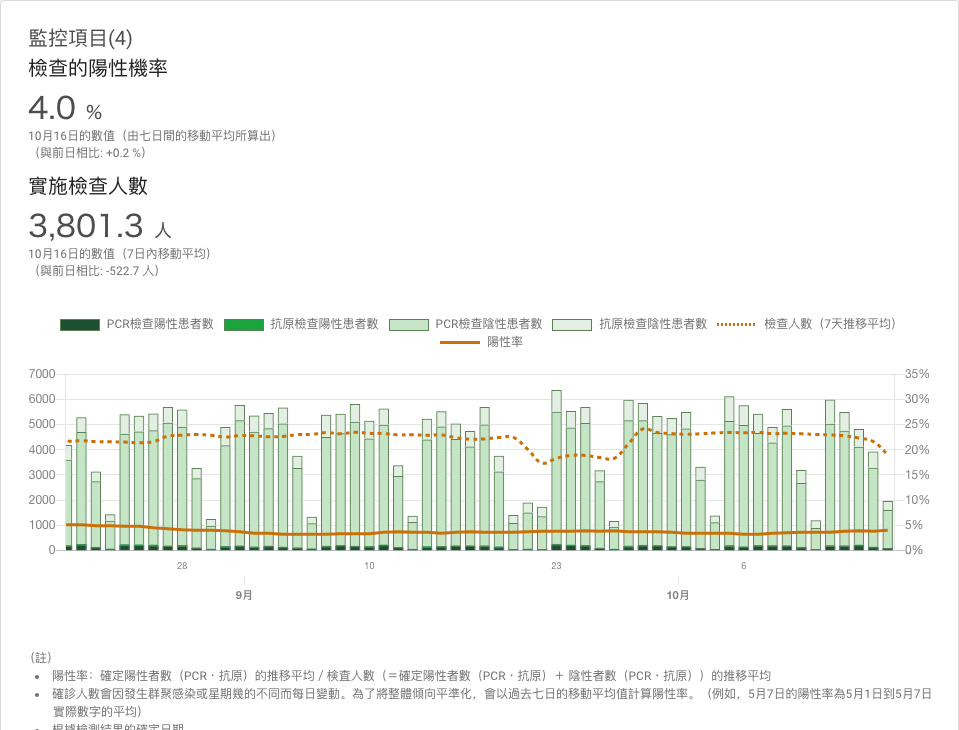 監控項目(4)
檢查的陽性機率
4.0 %
10月16日的數值（由七日間的移動平均所算出）
（與前日相比: +0.2 %）
實施檢查人數
3,801.3 人
10月16日的數值（7日內移動平均）
（與前日相比: -522.7 人）
PCR檢查陽性患者數 抗原檢查陽性患者數 PCR檢查陰性患者數 抗原檢查陰性患者數 檢查人數（7天推移平均）
陽性率
7000 35%
6000 30%
5000 25%
4000 20%
3000 15%
2000 10%
1000 5%
0 0%
28 10 23 6
9月 10月
（註）
• 陽性率：確定陽性者數（PCR・抗原）的推移平均 / 検査人數（＝確定陽性者數（PCR・抗原）＋ 陰性者數（PCR・抗原））的推移平均
• 確診人數會因發生群聚感染或星期幾的不同而每日變動。為了將整體傾向平準化，會以過去七日的移動平均值計算陽性率。（例如，5月7日的陽性率為5月1日到5月7日
實際數字的平均）
• 根據檢測結果的確定日期